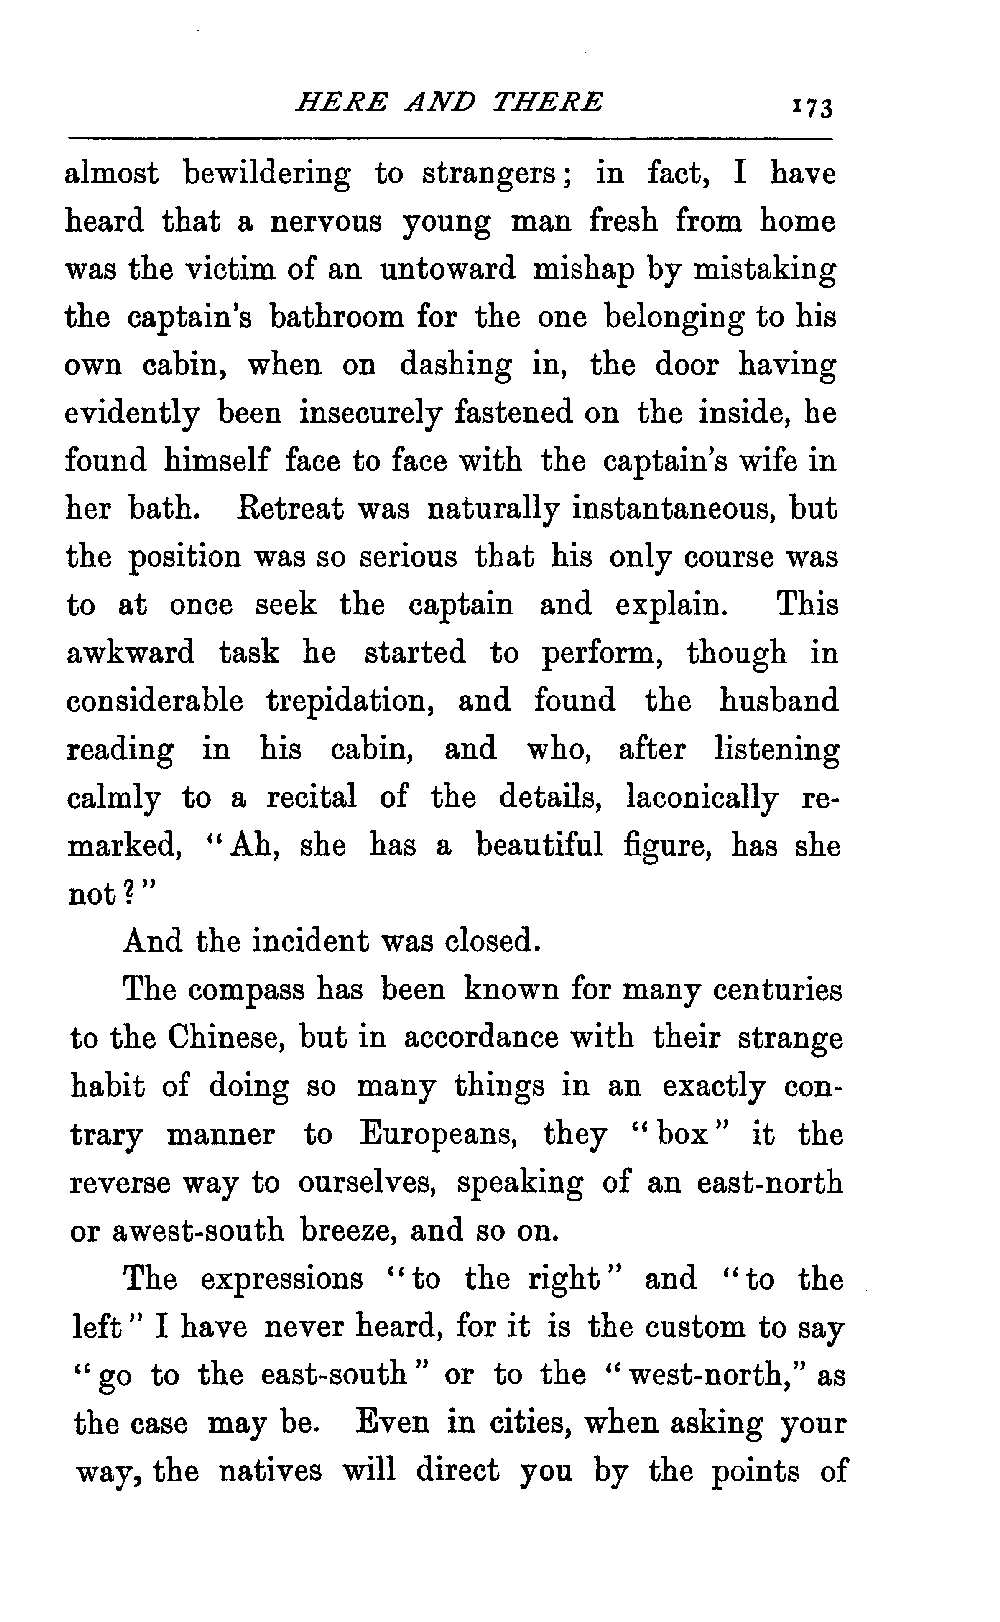 HERE AND THERE 173
almost bewildering to strangers; in fact, I have
heard that a nervous young man fresh from home
was the victim of an untoward mishap by mistaking
the captain's bathroom for the one belonging to his
own cabin, when on dashing in, the door having
evidently been insecurely fastened on the inside, he
found himself face to face with the captain's wife in
her bath. Retreat was naturally instantaneous, but
the position was so serious that his only course was
to at once seek the captain and explain. This
awkward task he started to perform, though in
considerable trepidation, and found the husband
reading in his cabin, and who, after listening
calmly to a recital of the details, laconically re-
marked, "Ah, she has a beautiful figure, has she
not?"
And the incident was closed.
The compass has been known for many centuries
to the Chinese, but in accordance with their strange
habit of doing so many things in an exactly con-
trary manner to Europeans, they "box" it the
reverse way to ourselves, speaking of an east-north
or awest-south breeze, and so on.
The expressions "to the right" and "to the
left" I have never heard, for it is the custom to say
"go to the east-south" or to the "west-north," as
the case may be. Even in cities, when asking your
way, the natives will direct you by the points of